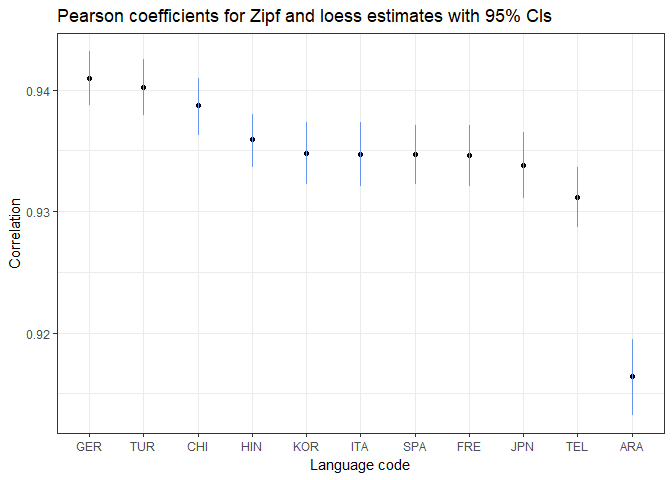 Pearson coefficients for Zipf and loess estimates with 95% CIs
0.94
0.93
0.92
Correlation
GER TUR CHI HIN KOR ITA SPA FRE JPN TEL ARA
Language code